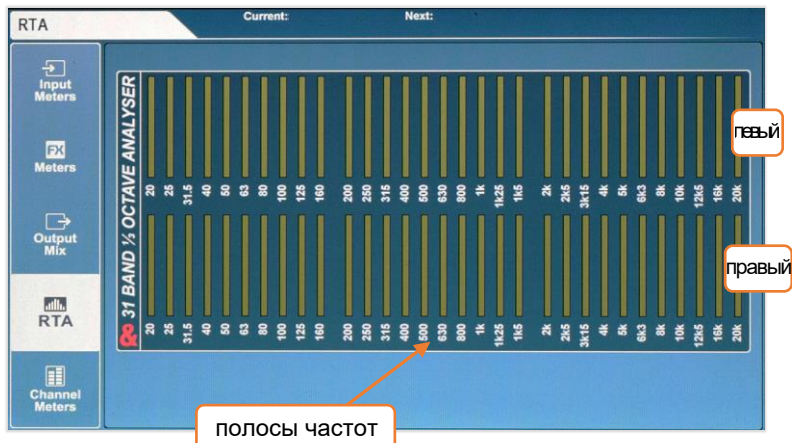 RTA
Current:
Next:
Input
Meters
FX
Meters
Output
Mix
RTA
Channel
Meters
& 31 BAND ⅓ OCTAVE ANALYSER
20 25 31.5 40 50 63 80 100 125 160 200 250 315 400 500 630 800 1k 1k25 1k5 2k 2k5 3k15 4k 5k 6k3 8k 10k 12k5 16k 20k
левый
20 25 31.5 40 50 63 80 100 125 160 200 250 315 400 500 630 800 1k 1k25 1k5 2k 2k5 3k15 4k 5k 6k3 8k 10k 12k5 16k 20k
правый
полосы частот